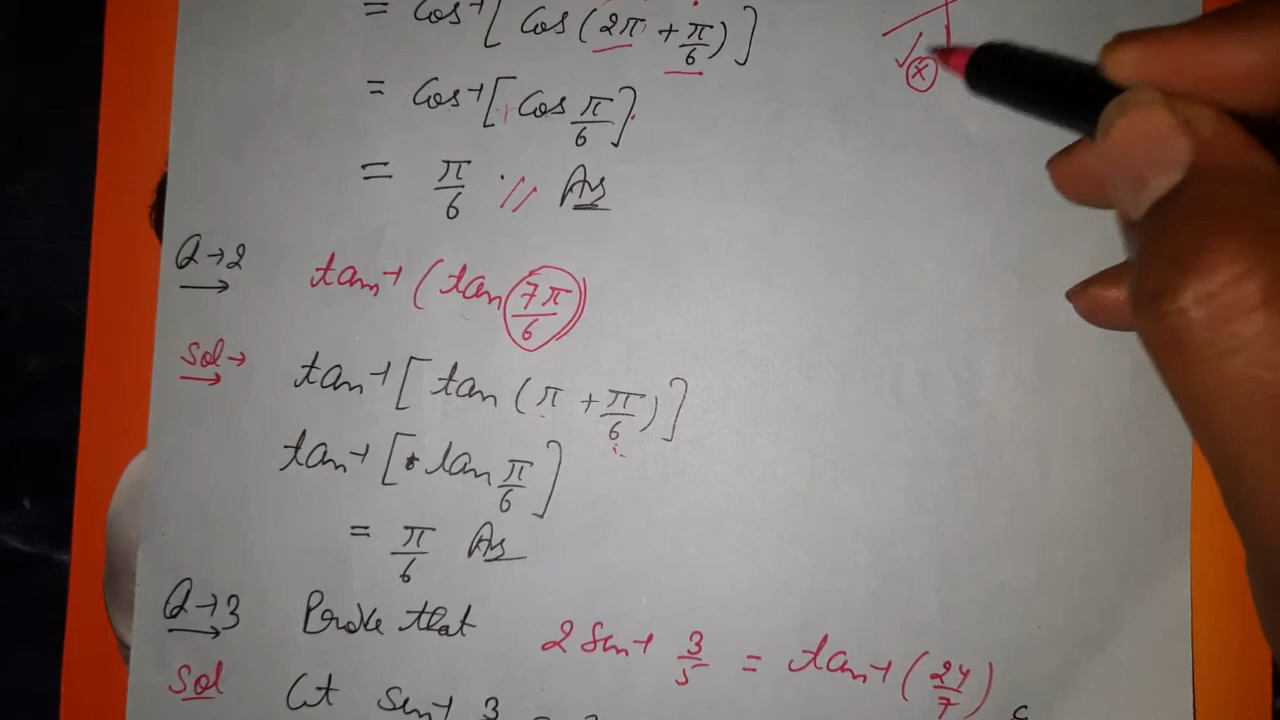 = Cos⁻¹[ Cos (2π + π/6) ]
✓ ⓧ
= Cos⁻¹[ + Cos π/6 ]
= π/6 // As
Q→2 tan⁻¹ (tan 7π/6)
Sol→ tan⁻¹ [ tan (π + π/6) ]
tan⁻¹ [ tan π/6 ]
= π/6 As
Q→3 Prove that 2 Sin⁻¹ 3/5 = tan⁻¹ (24/7)
Sol Let Sin⁻¹ 3